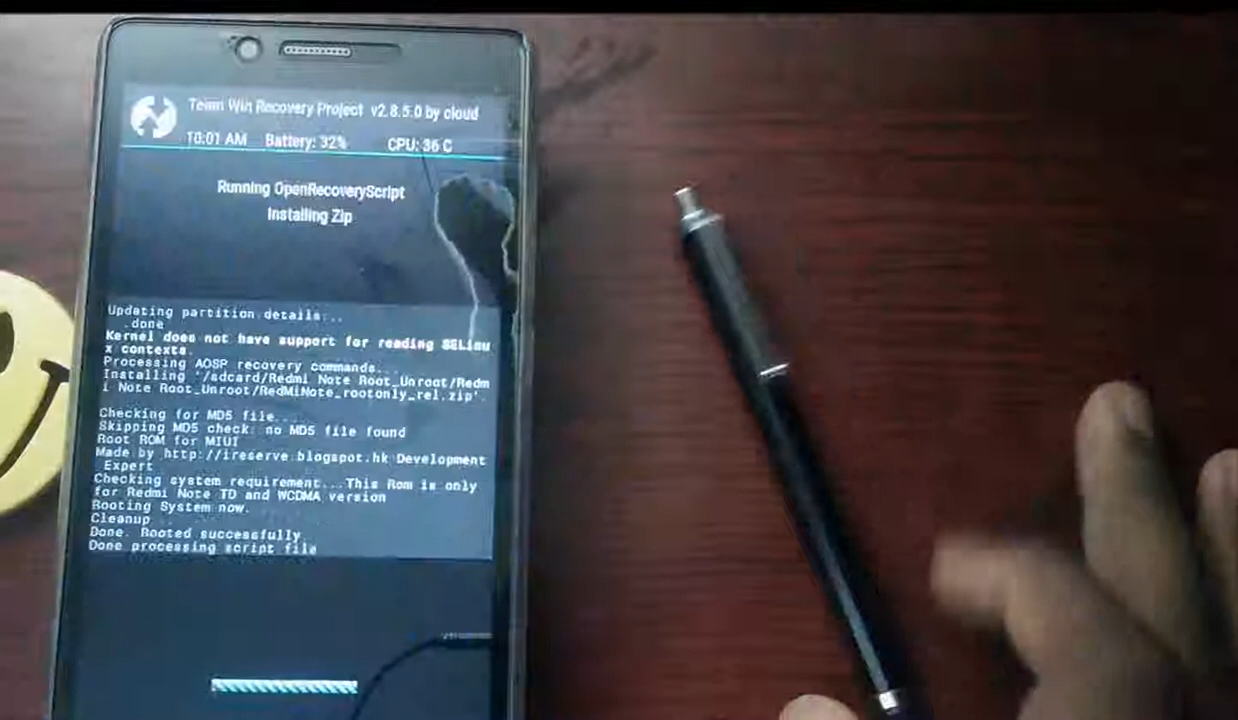 Team Win Recovery Project v2.8.5.0 by cloud
10:01 AM Battery: 32% CPU: 36 C
Running OpenRecoveryScript
Installing Zip
Updating partition details...
...done
Kernel does not have support for reading SELinu
x contexts.
Processing AOSP recovery commands...
Installing '/sdcard/Redmi Note Root_Unroot/Redm
i Note Root_Unroot/RedMiNote_rootonly_rel.zip'.
Checking for MD5 file...
Skipping MD5 check: no MD5 file found
Root ROM for MIUI
Made by http://ireserve.blogspot.hk Development
Expert
Checking system requirement...This Rom is only
for Redmi Note TD and WCDMA version
Rooting System now.
Cleanup
Done. Rooted successfully
Done processing script file